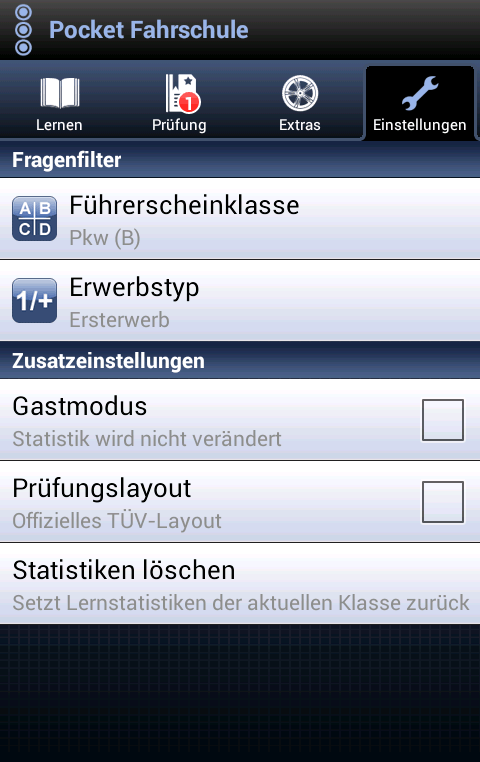 Pocket Fahrschule
1
Lernen
Prüfung
Extras
Einstellungen
Fragenfilter
A B
C D
Führerscheinklasse
Pkw (B)
1/+
Erwerbstyp
Ersterwerb
Zusatzeinstellungen
Gastmodus
Statistik wird nicht verändert
Prüfungslayout
Offizielles TÜV-Layout
Statistiken löschen
Setzt Lernstatistiken der aktuellen Klasse zurück